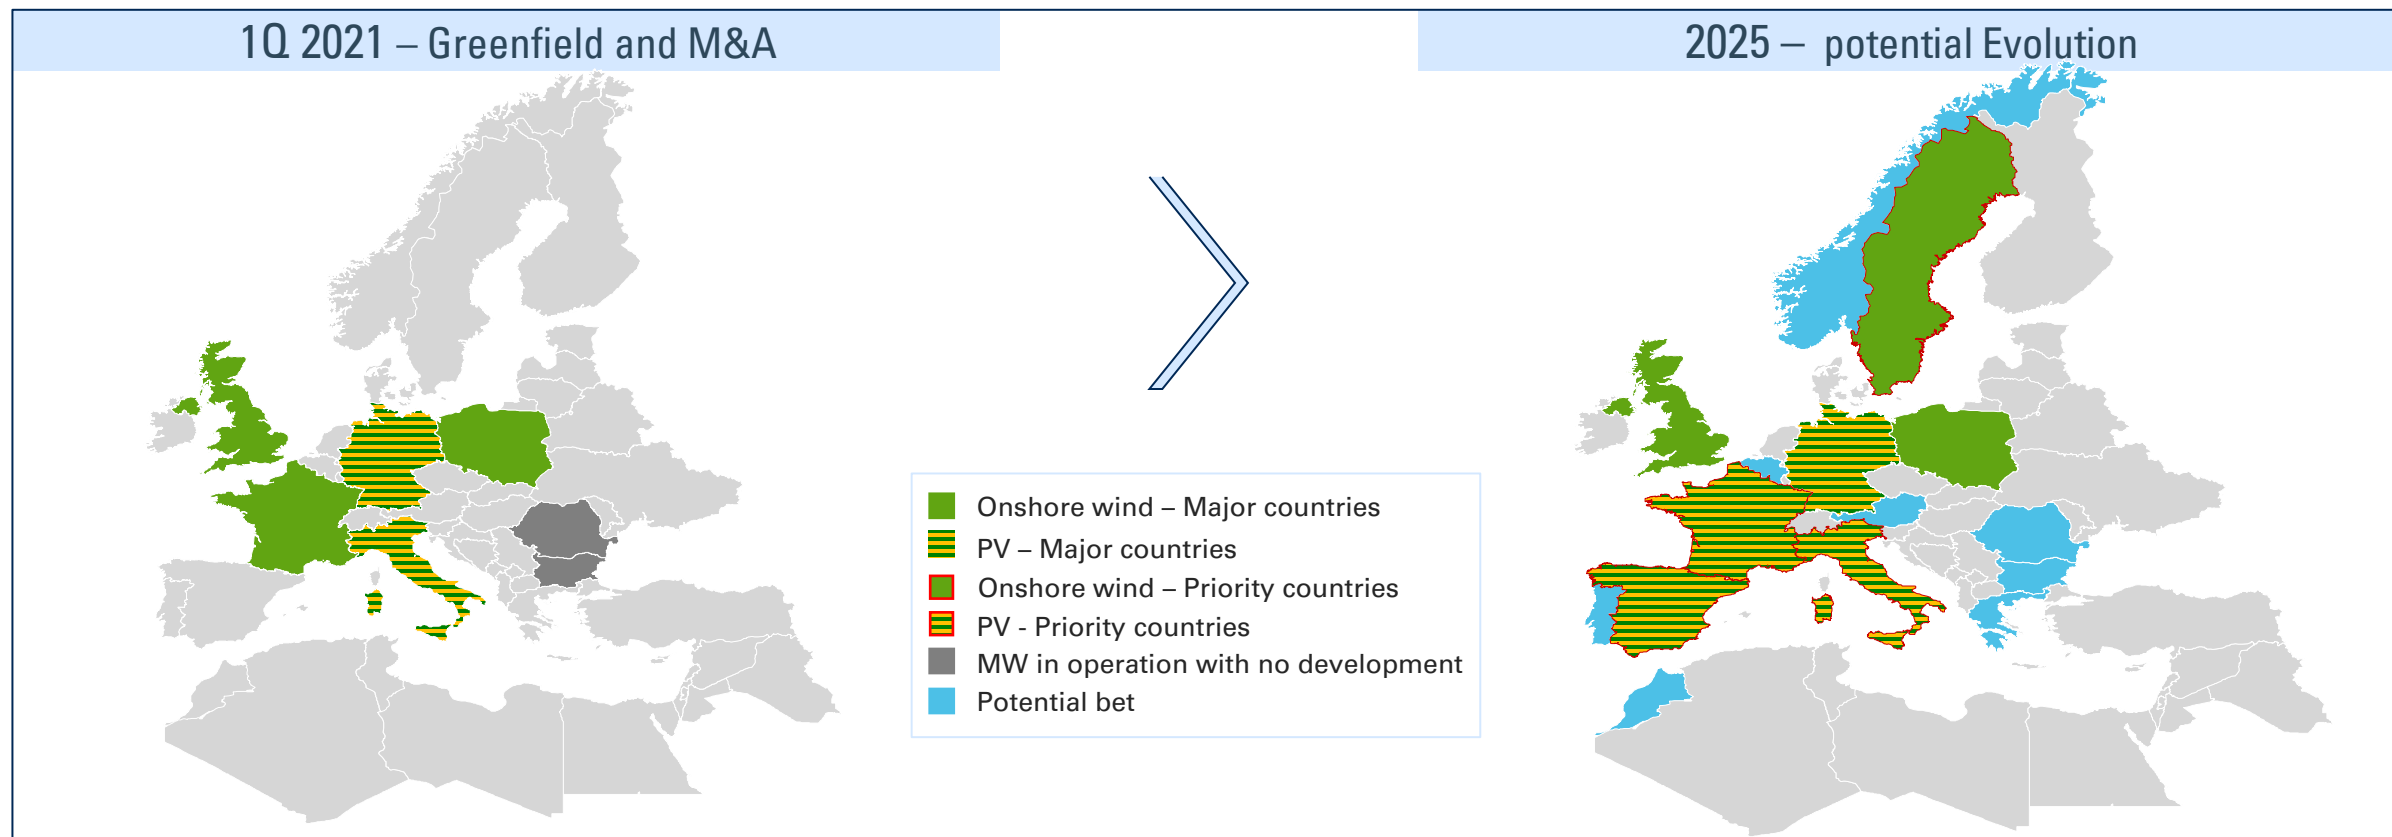 1Q 2021 – Greenfield and M&A
2025 – potential Evolution
Onshore wind – Major countries
PV – Major countries
Onshore wind – Priority countries
PV - Priority countries
MW in operation with no development
Potential bet